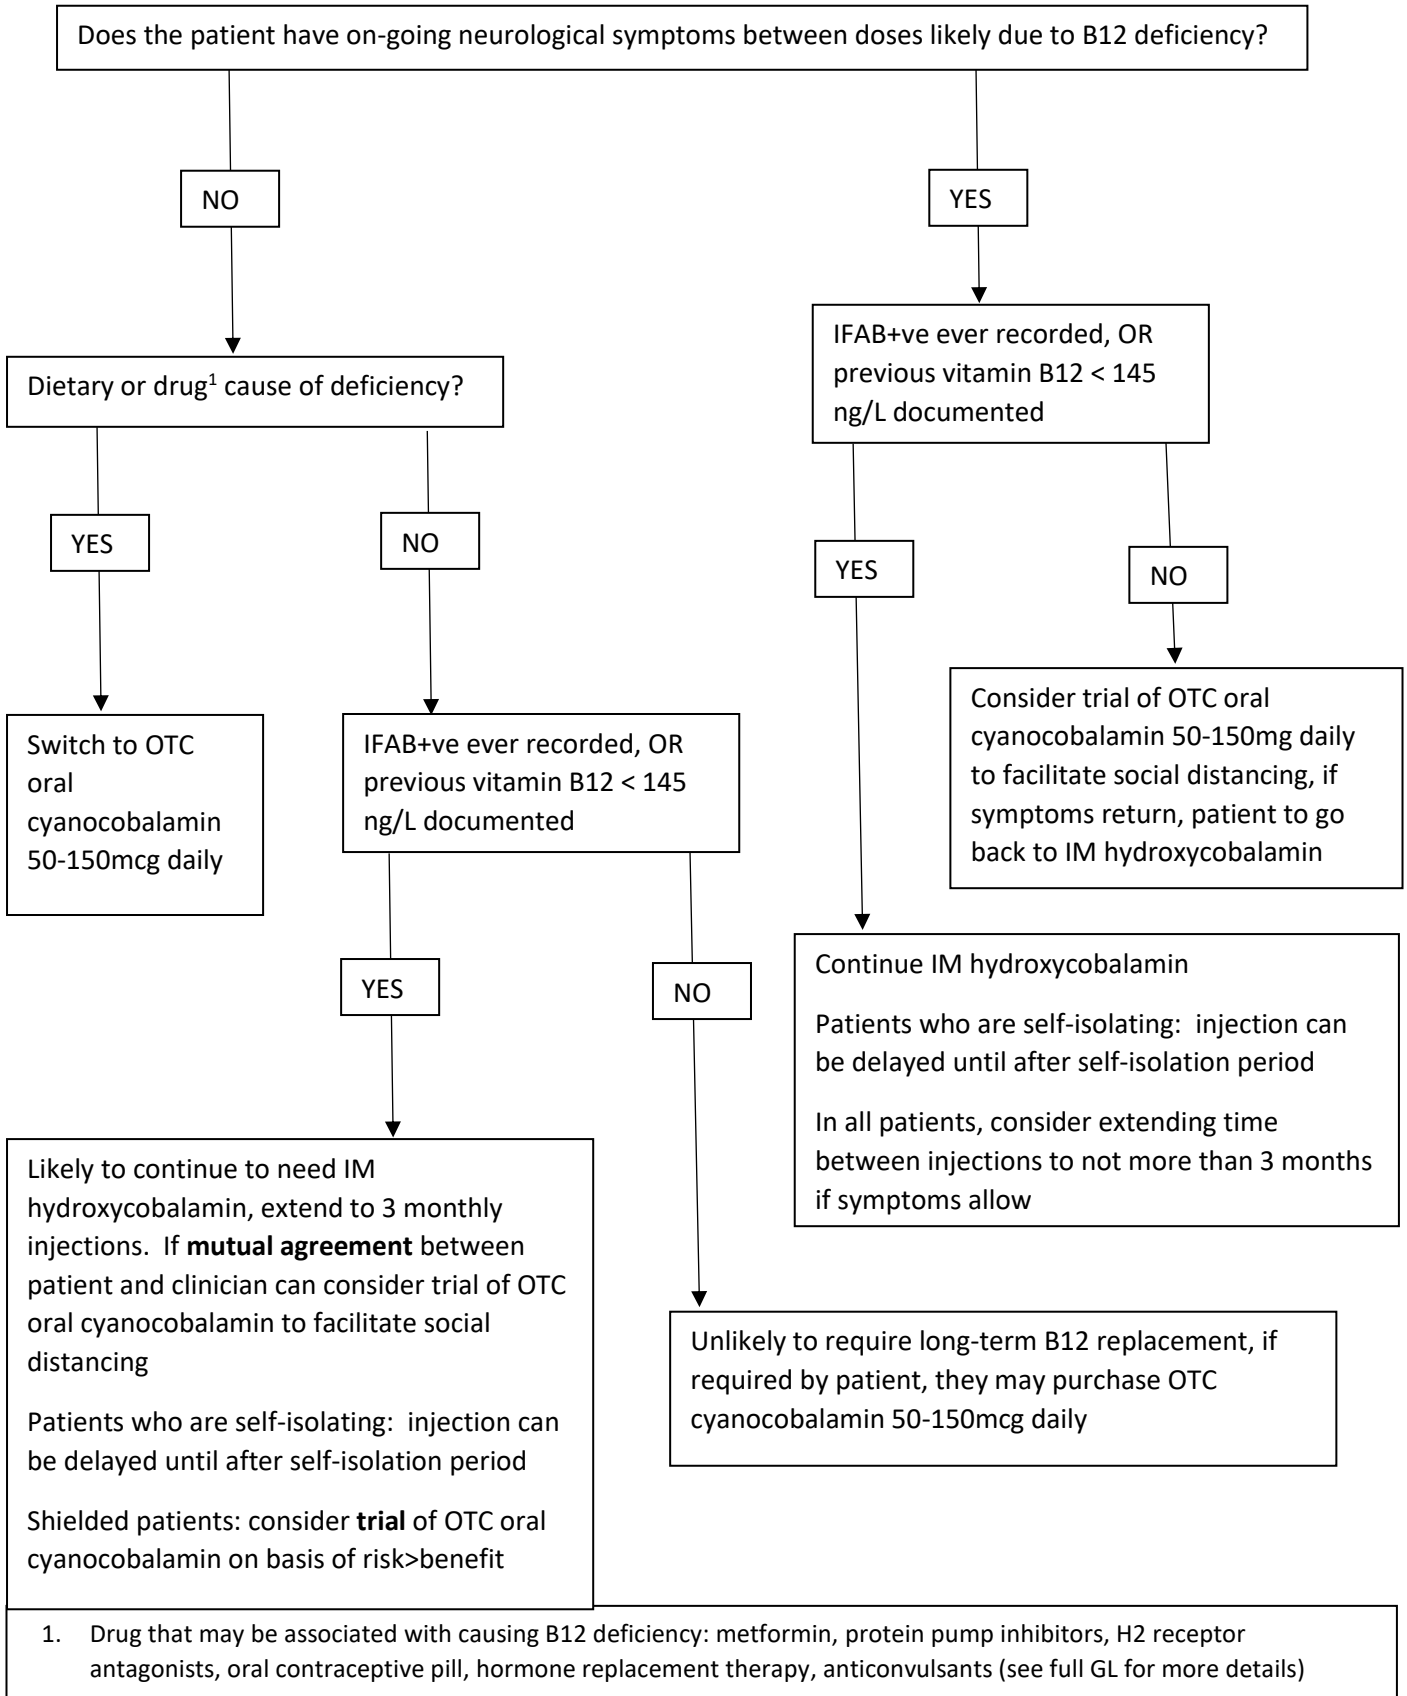 Does the patient have on-going neurological symptoms between doses likely due to B12 deficiency?
NO
YES
IFAB+ve ever recorded, OR
previous vitamin B12 < 145
ng/L documented
Dietary or drug¹ cause of deficiency?
YES
NO
YES
NO
Switch to OTC
oral
cyanocobalamin
50-150mcg daily
IFAB+ve ever recorded, OR
previous vitamin B12 < 145
ng/L documented
Consider trial of OTC oral
cyanocobalamin 50-150mg daily
to facilitate social distancing, if
symptoms return, patient to go
back to IM hydroxycobalamin
YES
NO
Continue IM hydroxycobalamin
Patients who are self-isolating:  injection can
be delayed until after self-isolation period
In all patients, consider extending time
between injections to not more than 3 months
if symptoms allow
Likely to continue to need IM
hydroxycobalamin, extend to 3 monthly
injections.  If mutual agreement between
patient and clinician can consider trial of OTC
oral cyanocobalamin to facilitate social
distancing
Patients who are self-isolating:  injection can
be delayed until after self-isolation period
Shielded patients: consider trial of OTC oral
cyanocobalamin on basis of risk>benefit
Unlikely to require long-term B12 replacement, if
required by patient, they may purchase OTC
cyanocobalamin 50-150mcg daily
1. Drug that may be associated with causing B12 deficiency: metformin, protein pump inhibitors, H2 receptor
antagonists, oral contraceptive pill, hormone replacement therapy, anticonvulsants (see full GL for more details)